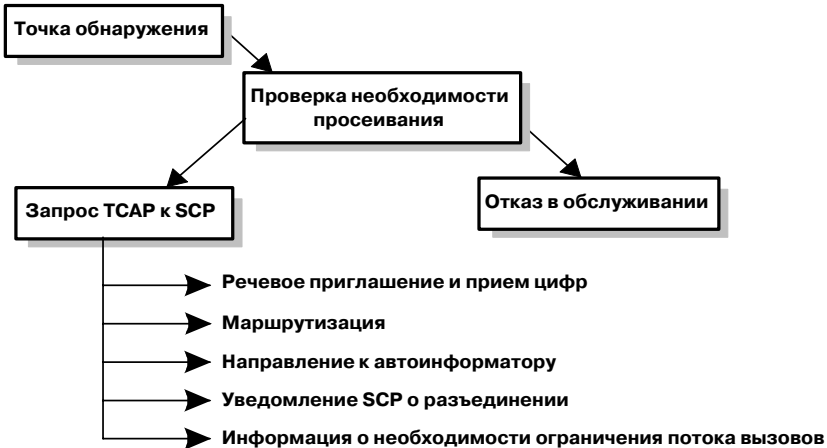 Точка обнаружения
Проверка необходимости
просеивания
Запрос TCAP к SCP
Отказ в обслуживании
Речевое приглашение и прием цифр
Маршрутизация
Направление к автоинформатору
Уведомление SCP о разъединении
Информация о необходимости ограничения потока вызовов